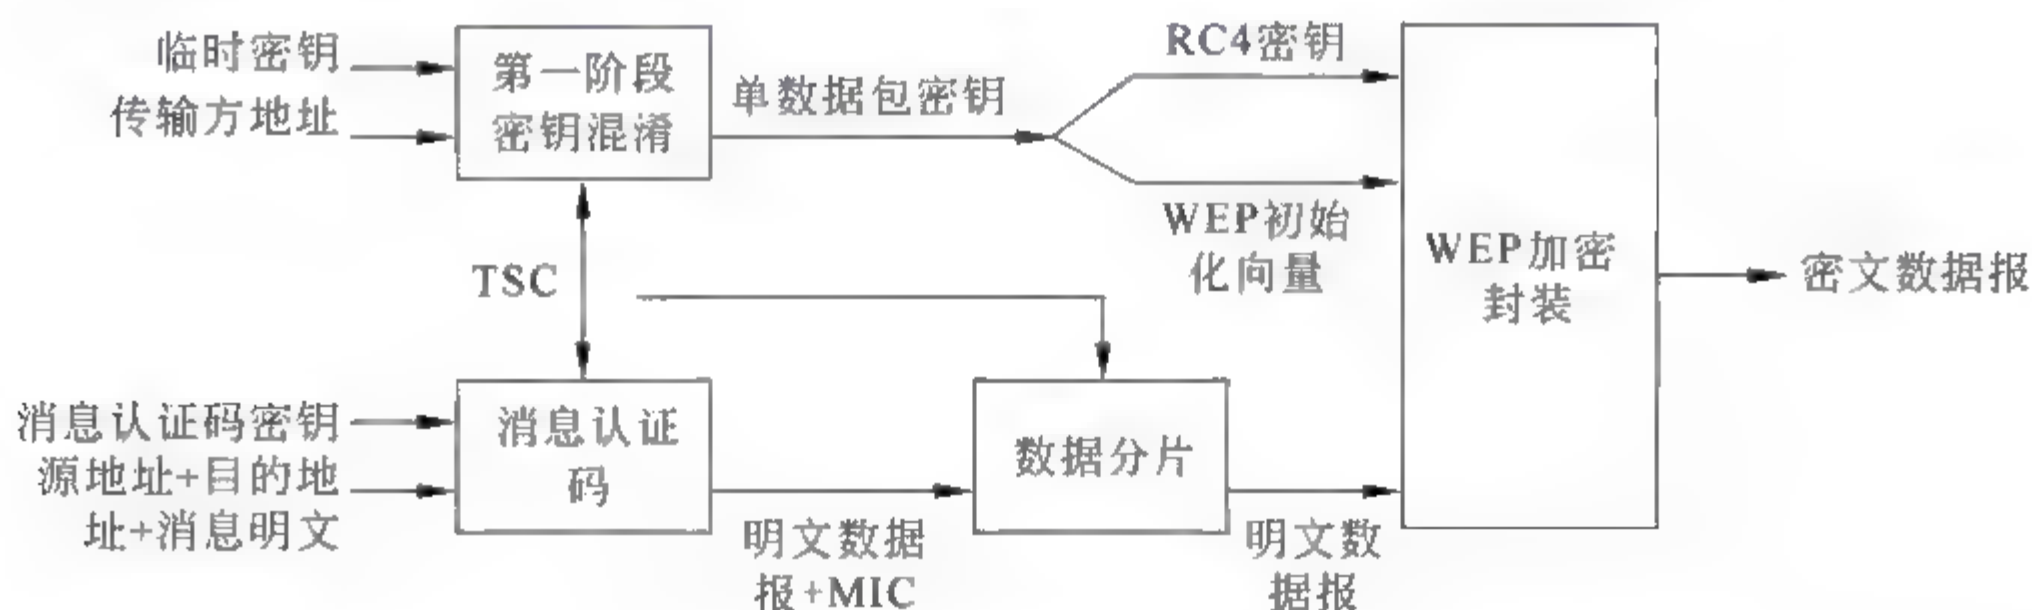 临时密钥
传输方地址
第一阶段
密钥混淆
单数据包密钥
RC4密钥
WEP初始
化向量
WEP加密
封装
密文数据报
TSC
消息认证码密钥
源地址+目的地
址+消息明文
消息认证
码
明文数据
报+MIC
数据分片
明文数
据报